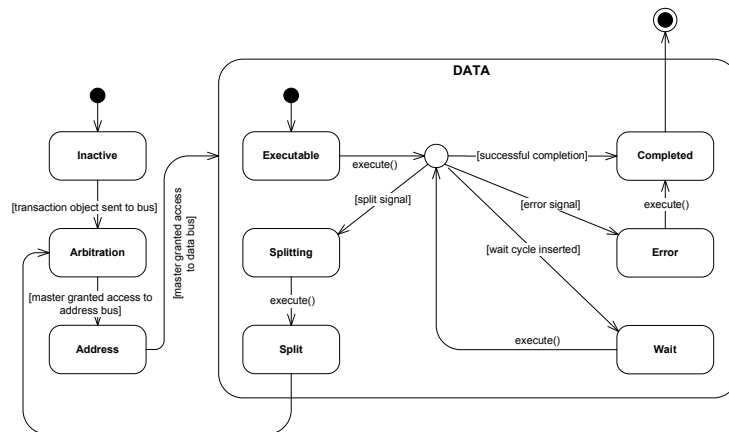 DATA
Inactive
Executable
execute()
[successful completion]
Completed
[transaction object sent to bus]
[master granted access
to data bus]
[split signal]
[error signal]
execute()
Arbitration
Splitting
[wait cycle inserted]
Error
[master granted access to
address bus]
execute()
Address
Split
execute()
Wait